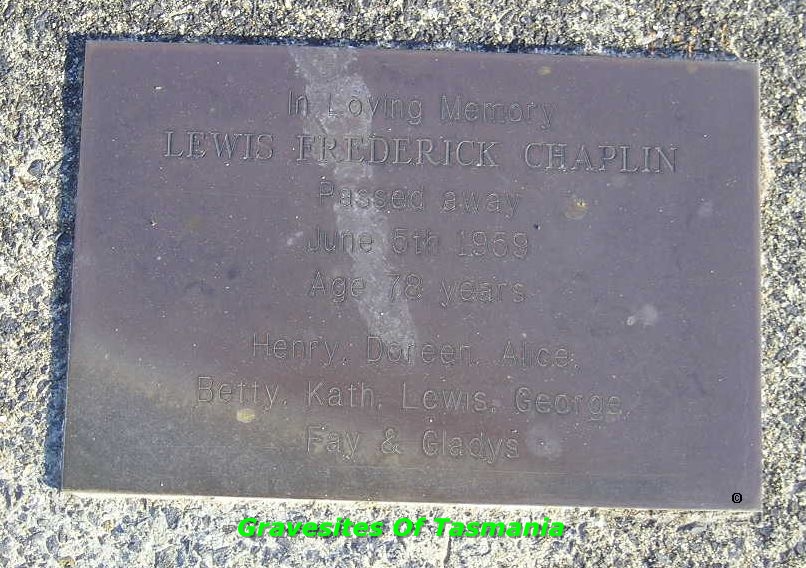 In Loving Memory
LEWIS FREDERICK CHAPLIN
Passed away
June 6th 1969
Age 78 years
Henry, Doreen, Alice,
Betty, Kath, Lewis, George,
Fay & Gladys
Gravesites Of Tasmania